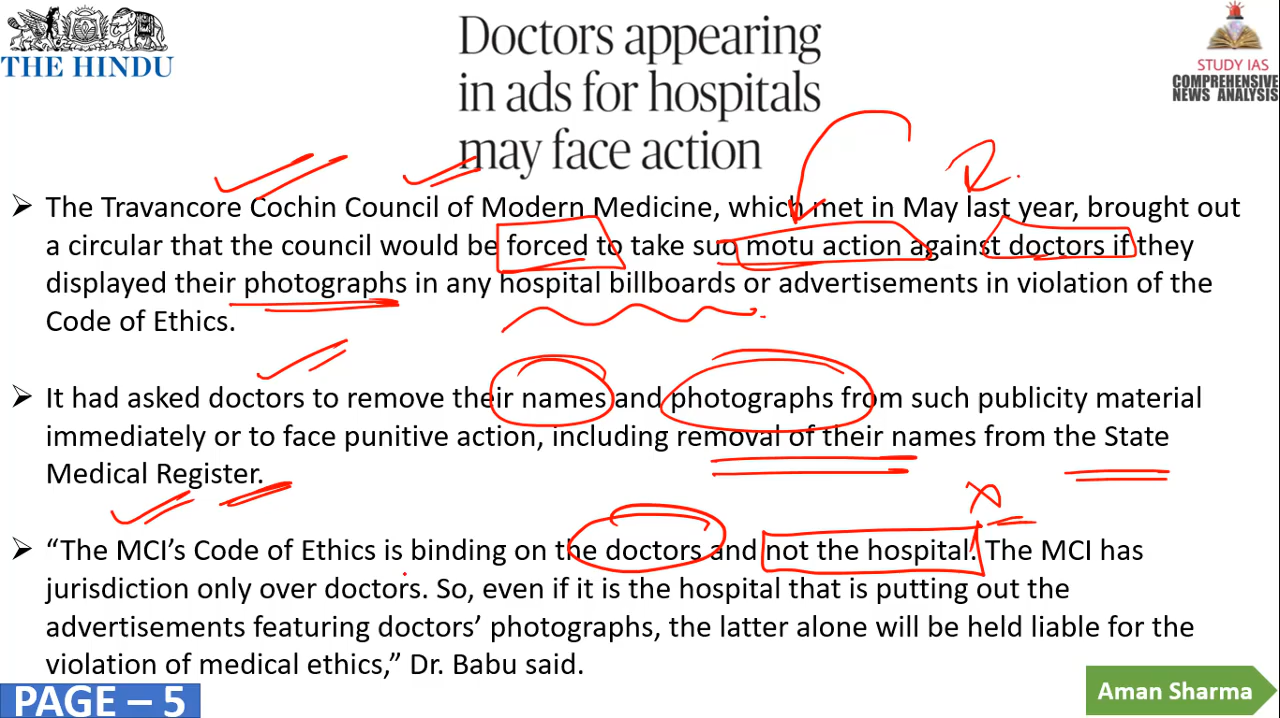 THE HINDU
Doctors appearing
in ads for hospitals
may face action
STUDY IAS
COMPREHENSIVE
NEWS ANALYSIS
➢ The Travancore Cochin Council of Modern Medicine, which met in May last year, brought out
a circular that the council would be forced to take suo motu action against doctors if they
displayed their photographs in any hospital billboards or advertisements in violation of the
Code of Ethics.
➢ It had asked doctors to remove their names and photographs from such publicity material
immediately or to face punitive action, including removal of their names from the State
Medical Register.
➢ “The MCI’s Code of Ethics is binding on the doctors and not the hospital. The MCI has
jurisdiction only over doctors. So, even if it is the hospital that is putting out the
advertisements featuring doctors’ photographs, the latter alone will be held liable for the
violation of medical ethics,” Dr. Babu said.
PAGE – 5
Aman Sharma